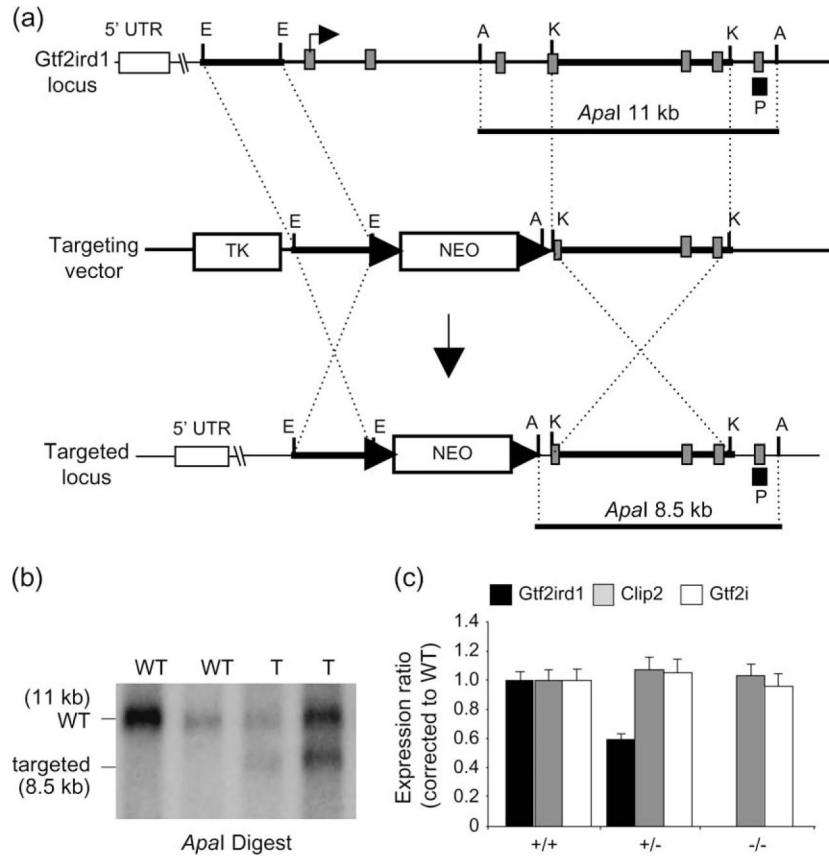 (a)
5' UTR E E A K K A
Gtf2ird1 locus
P
ApaI 11 kb
E E A K K
Targeting vector TK NEO
5' UTR E E A K K A
Targeted locus NEO
P
ApaI 8.5 kb
(b)
WT WT T T
(11 kb)
WT
targeted
(8.5 kb)
ApaI Digest
(c)
Gtf2ird1 Clip2 Gtf2i
Expression ratio
(corrected to WT)
1.4
1.2
1.0
0.8
0.6
0.4
0.2
0
+/+ +/- -/-